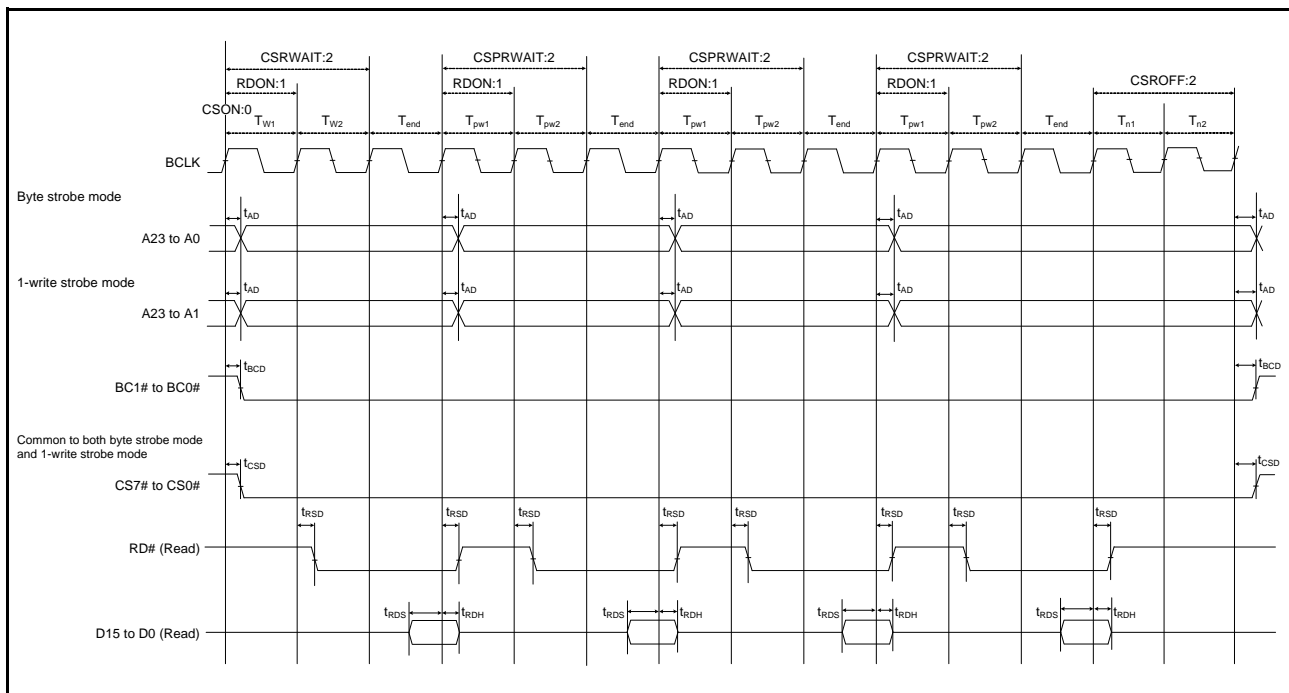 CSRWAIT:2 CSPRWAIT:2 CSPRWAIT:2 CSPRWAIT:2
RDON:1 RDON:1 RDON:1 RDON:1 CSROFF:2
CSON:0
TW1 TW2 Tend Tpw1 Tpw2 Tend Tpw1 Tpw2 Tend Tpw1 Tpw2 Tend Tn1 Tn2
BCLK
Byte strobe mode
tAD tAD tAD tAD tAD
A23 to A0
1-write strobe mode
tAD tAD tAD tAD tAD
A23 to A1
tBCD tBCD
BC1# to BC0#
Common to both byte strobe mode
and 1-write strobe mode
tCSD tCSD
CS7# to CS0#
tRSD tRSD tRSD tRSD tRSD tRSD tRSD tRSD
RD# (Read)
tRDS tRDH tRDS tRDH tRDS tRDH tRDS tRDH
D15 to D0 (Read)